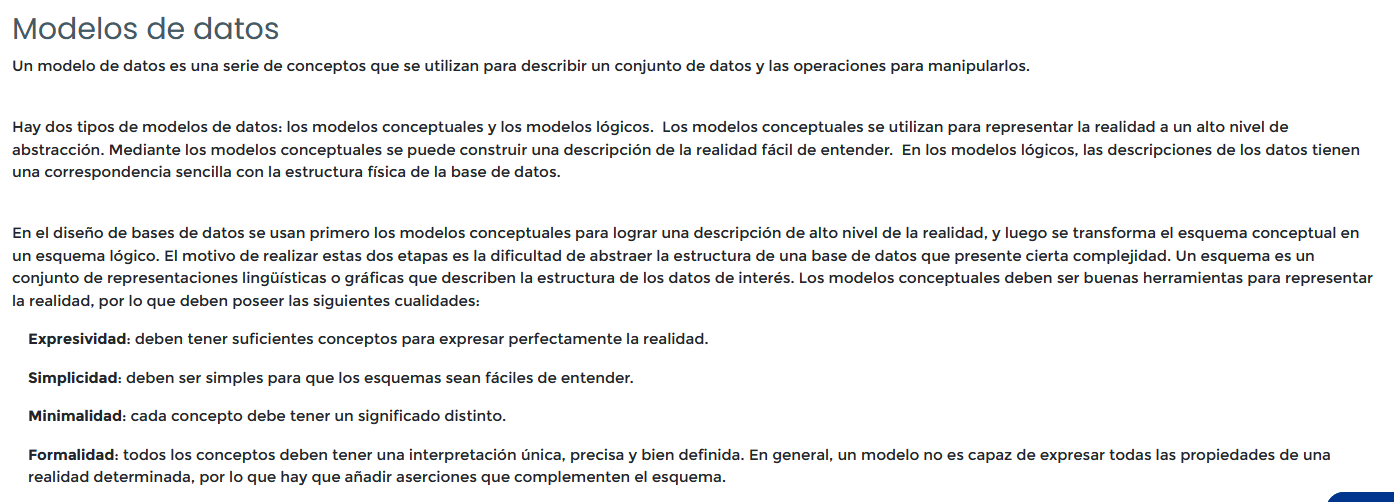 Modelos de datos
Un modelo de datos es una serie de conceptos que se utilizan para describir un conjunto de datos y las operaciones para manipularlos.
Hay dos tipos de modelos de datos: los modelos conceptuales y los modelos lógicos.  Los modelos conceptuales se utilizan para representar la realidad a un alto nivel de
abstracción. Mediante los modelos conceptuales se puede construir una descripción de la realidad fácil de entender.  En los modelos lógicos, las descripciones de los datos tienen
una correspondencia sencilla con la estructura física de la base de datos.
En el diseño de bases de datos se usan primero los modelos conceptuales para lograr una descripción de alto nivel de la realidad, y luego se transforma el esquema conceptual en
un esquema lógico. El motivo de realizar estas dos etapas es la dificultad de abstraer la estructura de una base de datos que presente cierta complejidad. Un esquema es un
conjunto de representaciones lingüísticas o gráficas que describen la estructura de los datos de interés. Los modelos conceptuales deben ser buenas herramientas para representar
la realidad, por lo que deben poseer las siguientes cualidades:
Expresividad: deben tener suficientes conceptos para expresar perfectamente la realidad.
Simplicidad: deben ser simples para que los esquemas sean fáciles de entender.
Minimalidad: cada concepto debe tener un significado distinto.
Formalidad: todos los conceptos deben tener una interpretación única, precisa y bien definida. En general, un modelo no es capaz de expresar todas las propiedades de una
realidad determinada, por lo que hay que añadir aserciones que complementen el esquema.